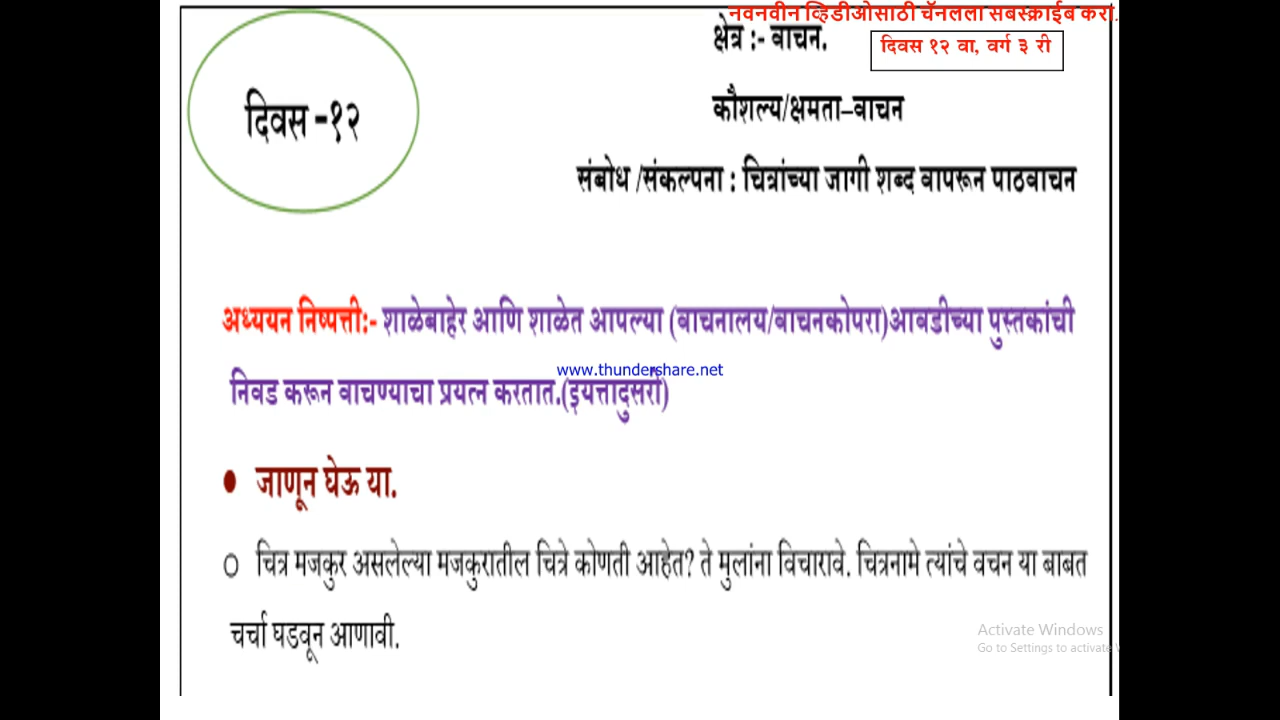 नवनवीन व्हिडीओसाठी चॅनलला सबस्क्राईब करा.
क्षेत्र :- वाचन.
दिवस १२ वा, वर्ग ३ री
दिवस -१२
कौशल्य/क्षमता–वाचन
संबोध /संकल्पना : चित्रांच्या जागी शब्द वापरून पाठवाचन
अध्ययन निष्पत्ती:- शाळेबाहेर आणि शाळेत आपल्या (वाचनालय/वाचनकोपरा)आवडीच्या पुस्तकांची
www.thundershare.net
निवड करून वाचण्याचा प्रयत्न करतात.(इयत्तादुसरी)
● जाणून घेऊ या.
○ चित्र मजकुर असलेल्या मजकुरातील चित्रे कोणती आहेत? ते मुलांना विचारावे. चित्रनामे त्यांचे वचन या बाबत
चर्चा घडवून आणावी.
Activate Windows
Go to Settings to activate